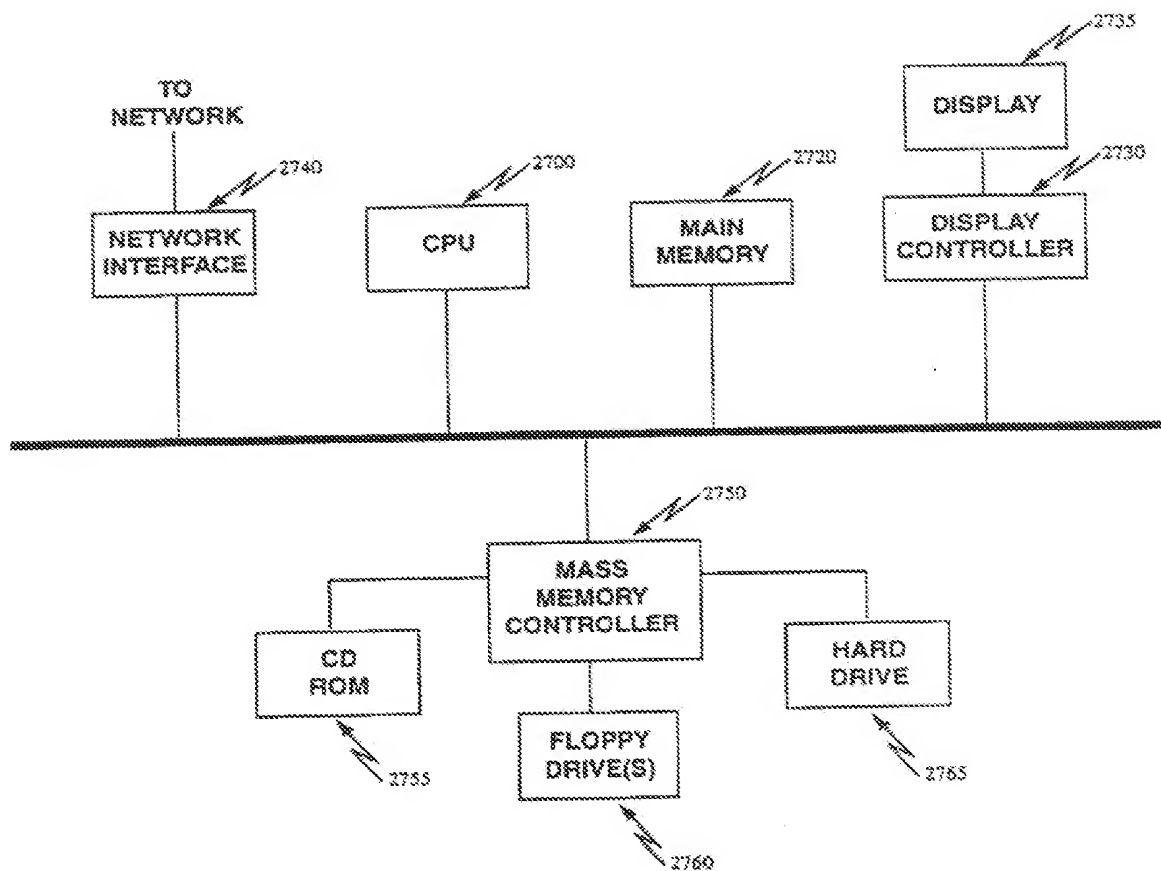 2735
TO
NETWORK
DISPLAY
2740
2700
2720
2730
NETWORK
INTERFACE
CPU
MAIN
MEMORY
DISPLAY
CONTROLLER
2750
MASS
MEMORY
CONTROLLER
CD
ROM
HARD
DRIVE
FLOPPY
DRIVE(S)
2755
2765
2760